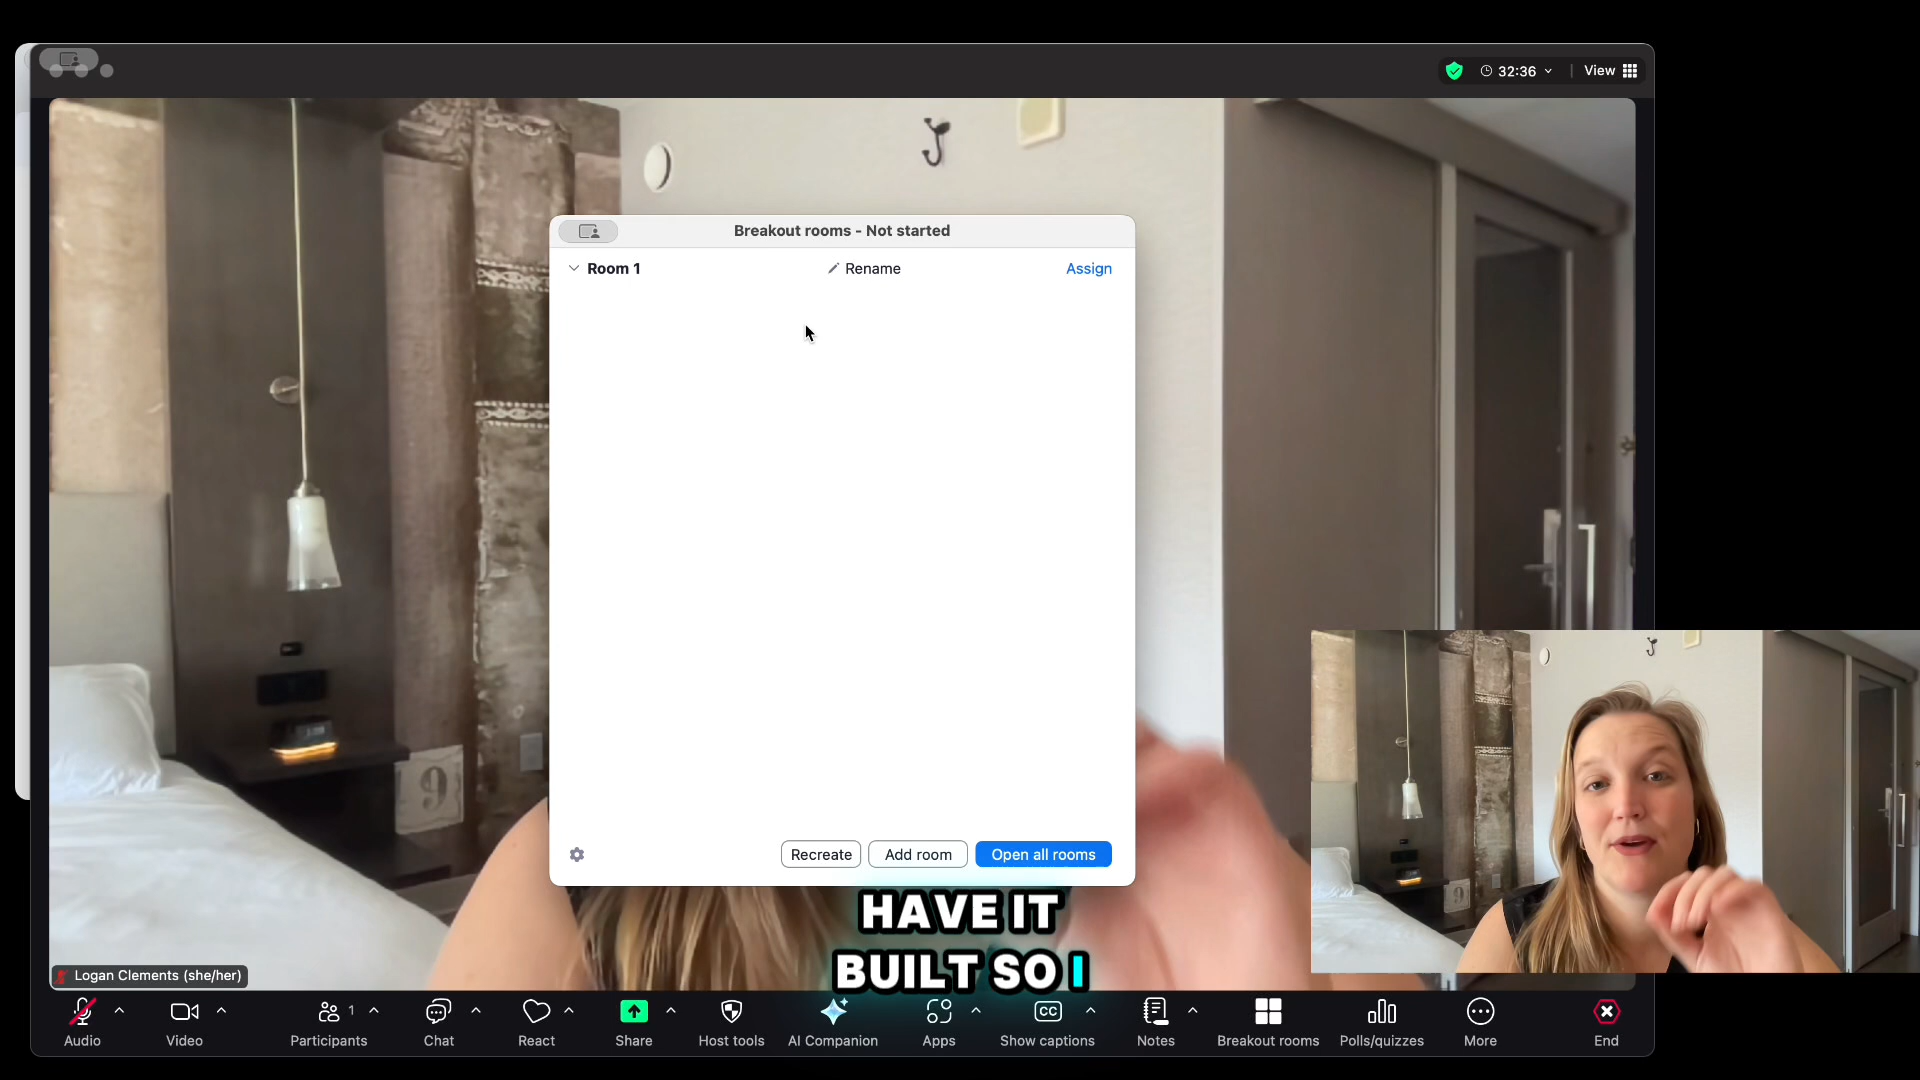 32:36
View
Breakout rooms - Not started
Room 1
Rename
Assign
9
Recreate
Add room
Open all rooms
HAVE IT
BUILT SO I
Logan Clements (she/her)
1
Audio
Video
Participants
Chat
React
Share
Host tools
AI Companion
Apps
CC
Show captions
Notes
Breakout rooms
Polls/quizzes
More
End
9